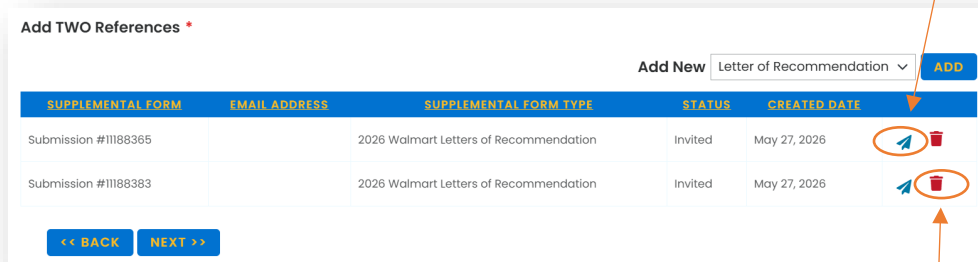 Add TWO References *
Add New Letter of Recommendation ADD
SUPPLEMENTAL FORM EMAIL ADDRESS SUPPLEMENTAL FORM TYPE STATUS CREATED DATE
Submission #11188365 2026 Walmart Letters of Recommendation Invited May 27, 2026
Submission #11188383 2026 Walmart Letters of Recommendation Invited May 27, 2026
<< BACK NEXT >>